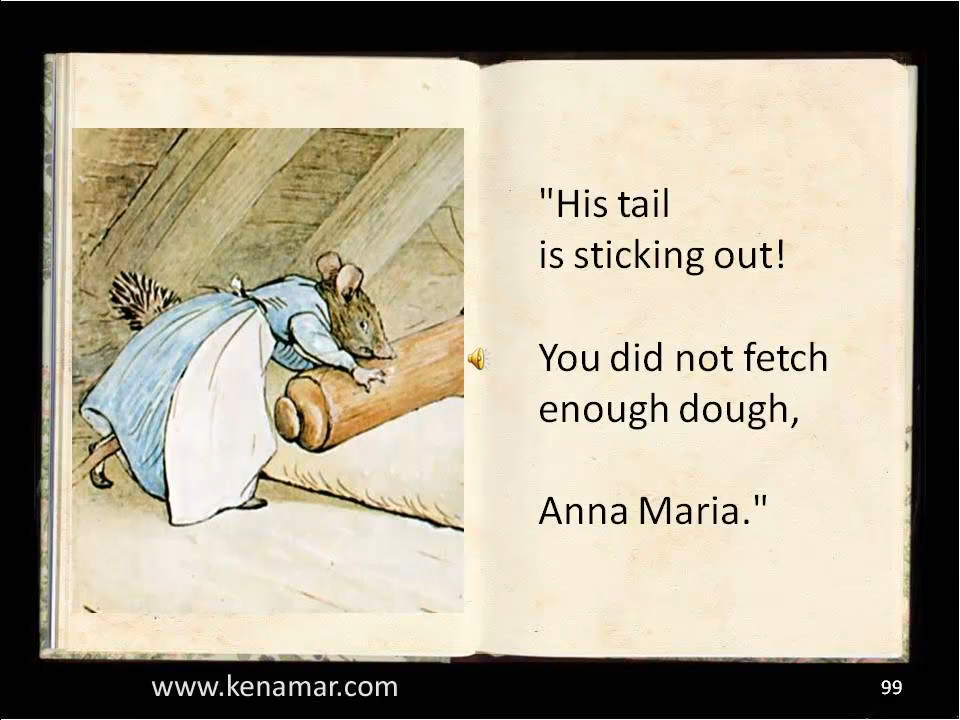 "His tail
is sticking out!
You did not fetch
enough dough,
Anna Maria."
www.kenamar.com
99